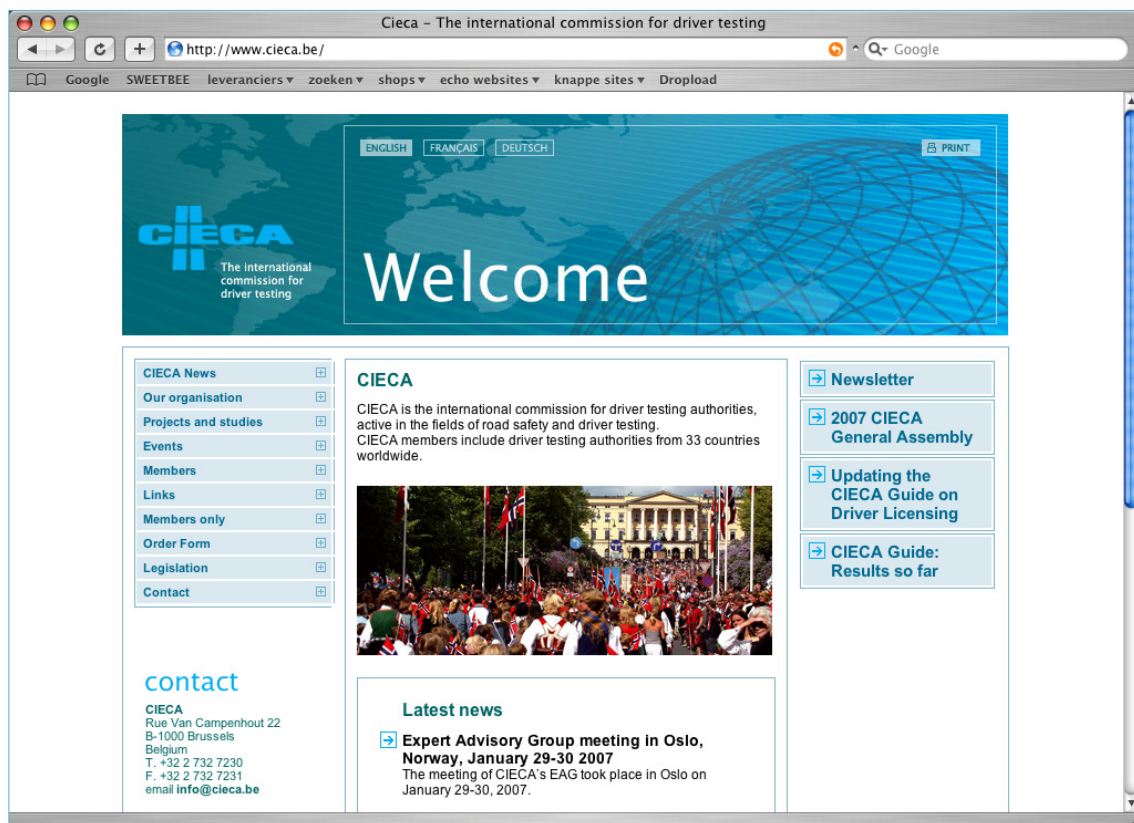 Cieca – The international commission for driver testing
http://www.cieca.be/
Google
Google SWEETBEE leveranciers zoeken shops echo websites knappe sites Dropload
ENGLISH FRANÇAIS DEUTSCH PRINT
CIECA
The international
commission for
driver testing
Welcome
CIECA News
Our organisation
Projects and studies
Events
Members
Links
Members only
Order Form
Legislation
Contact
contact
CIECA
Rue Van Campenhout 22
B-1000 Brussels
Belgium
T. +32 2 732 7230
F. +32 2 732 7231
email info@cieca.be
CIECA
CIECA is the international commission for driver testing authorities,
active in the fields of road safety and driver testing.
CIECA members include driver testing authorities from 33 countries
worldwide.
Latest news
Expert Advisory Group meeting in Oslo,
Norway, January 29-30 2007
The meeting of CIECA's EAG took place in Oslo on
January 29-30, 2007.
Newsletter
2007 CIECA
General Assembly
Updating the
CIECA Guide on
Driver Licensing
CIECA Guide:
Results so far